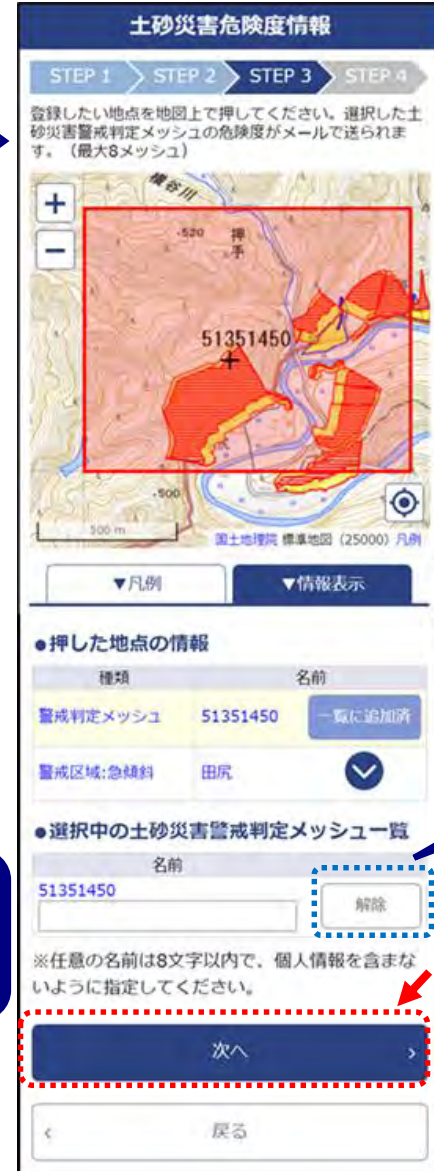 土砂災害危険度情報
STEP 1 STEP 2 STEP 3 STEP 4
登録したい地点を地図上で押してください。選択した土
砂災害警戒判定メッシュの危険度がメールで送られま
す。（最大8メッシュ）
横谷川
+
−
520
押
手
51351450
500
500 m
国土地理院 標準地図（25000）凡例
▼凡例 ▼情報表示
●押した地点の情報
種類 名前
警戒判定メッシュ 51351450 一覧に追加済
警戒区域:急傾斜 田尻
●選択中の土砂災害警戒判定メッシュ一覧
名前
51351450
解除
※任意の名前は8文字以内で、個人情報を含まな
いように指定してください。
次へ ›
‹ 戻る